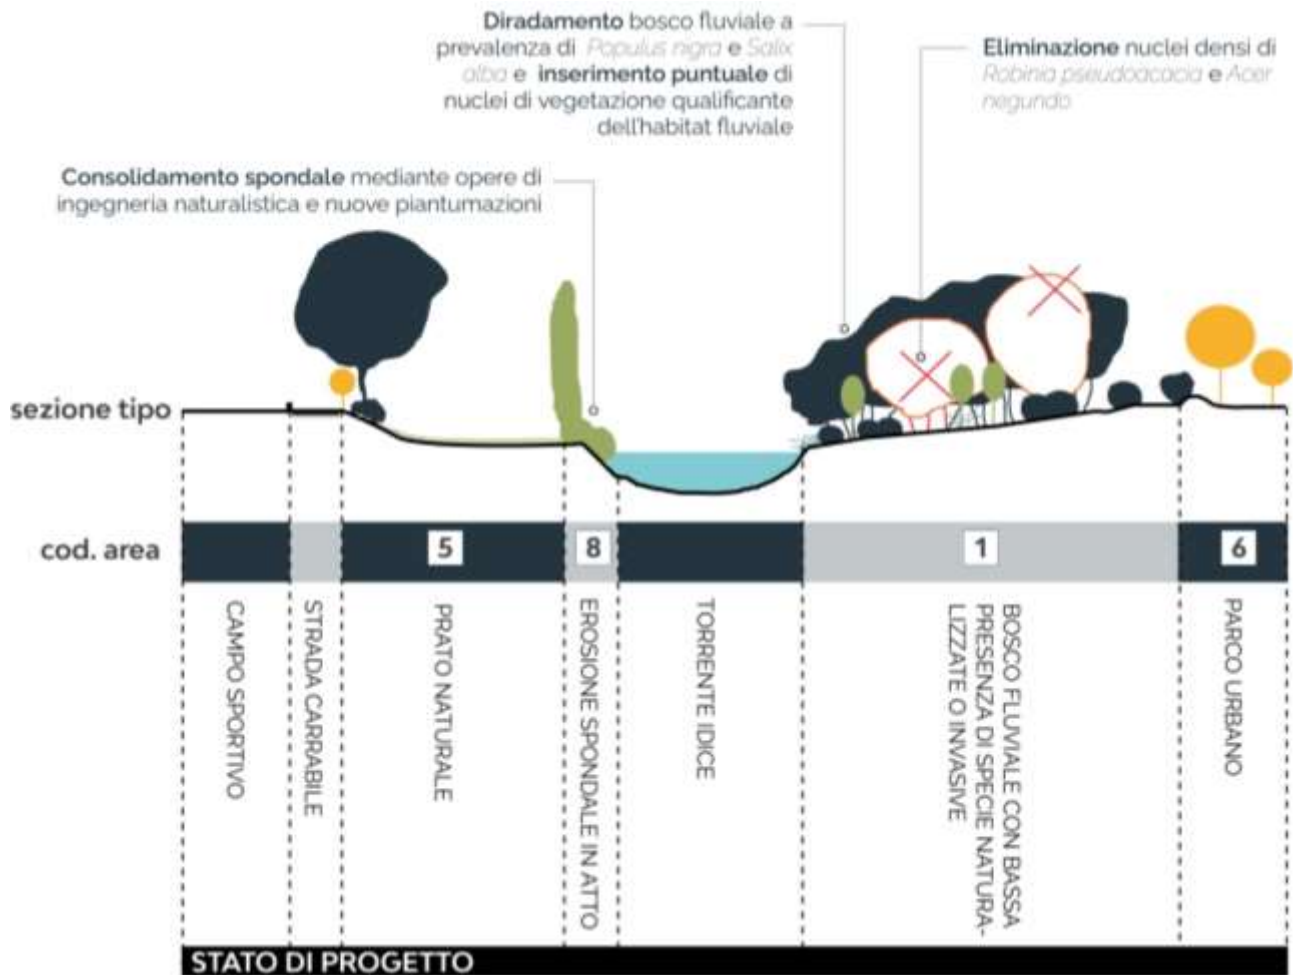 Diradamento bosco fluviale a
prevalenza di Populus nigra e Salix
alba e inserimento puntuale di
nuclei di vegetazione qualificante
dell'habitat fluviale
Eliminazione nuclei densi di
Robinia pseudoacacia e Acer
negundo
Consolidamento spondale mediante opere di
ingegneria naturalistica e nuove piantumazioni
sezione tipo
cod. area
5
8
1
6
CAMPO SPORTIVO
STRADA CARRABILE
PRATO NATURALE
EROSIONE SPONDALE IN ATTO
TORRENTE IDICE
BOSCO FLUVIALE CON BASSA
PRESENZA DI SPECIE NATURA-
LIZZATE O INVASIVE
PARCO URBANO
STATO DI PROGETTO